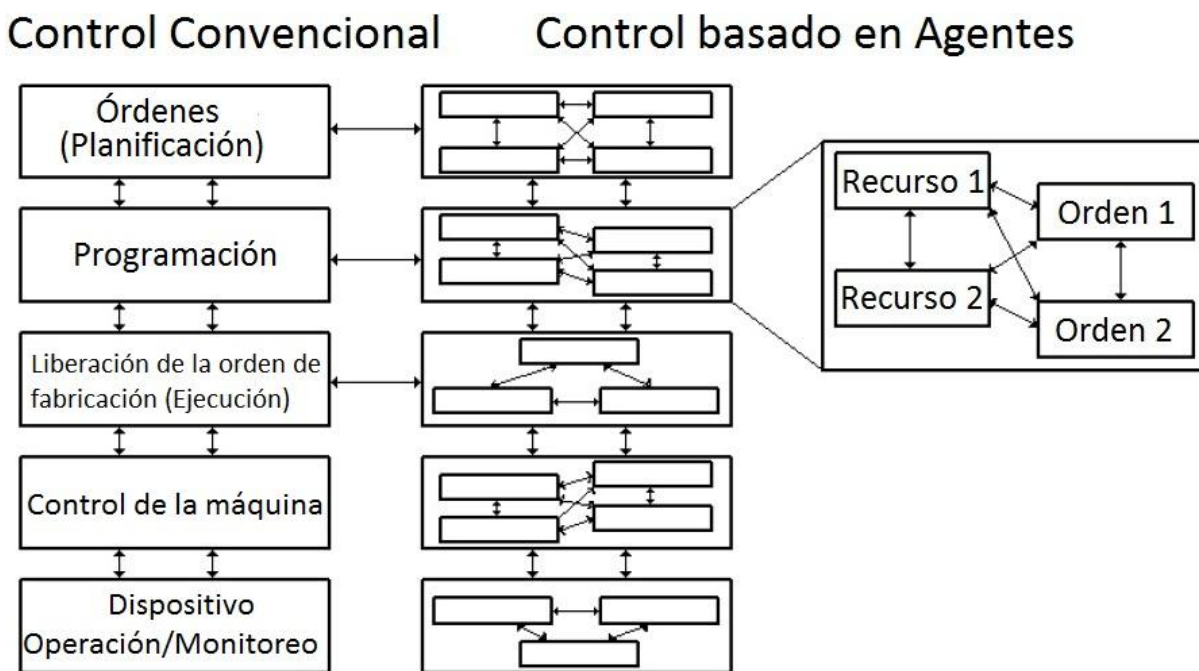 Control Convencional
Control basado en Agentes
Órdenes
(Planificación)
Programación
Liberación de la orden de
fabricación (Ejecución)
Control de la máquina
Dispositivo
Operación/Monitoreo
Recurso 1
Orden 1
Recurso 2
Orden 2